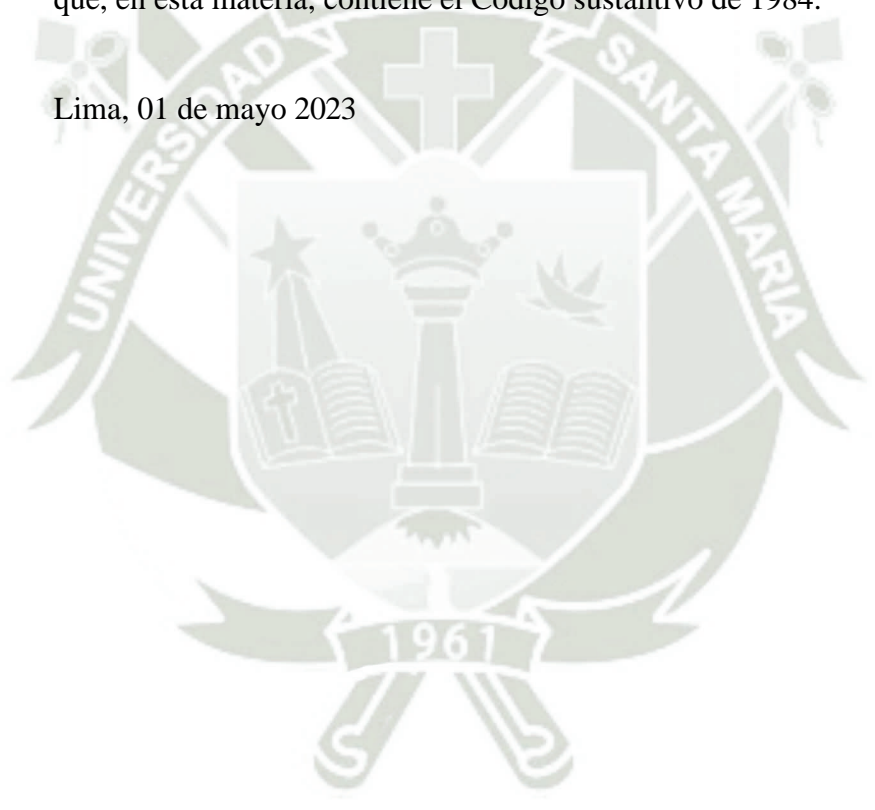 que, en esta materia, contiene el Código sustantivo de 1984.
Lima, 01 de mayo 2023
UNIVERSIDAD SANTA MARIA
1961